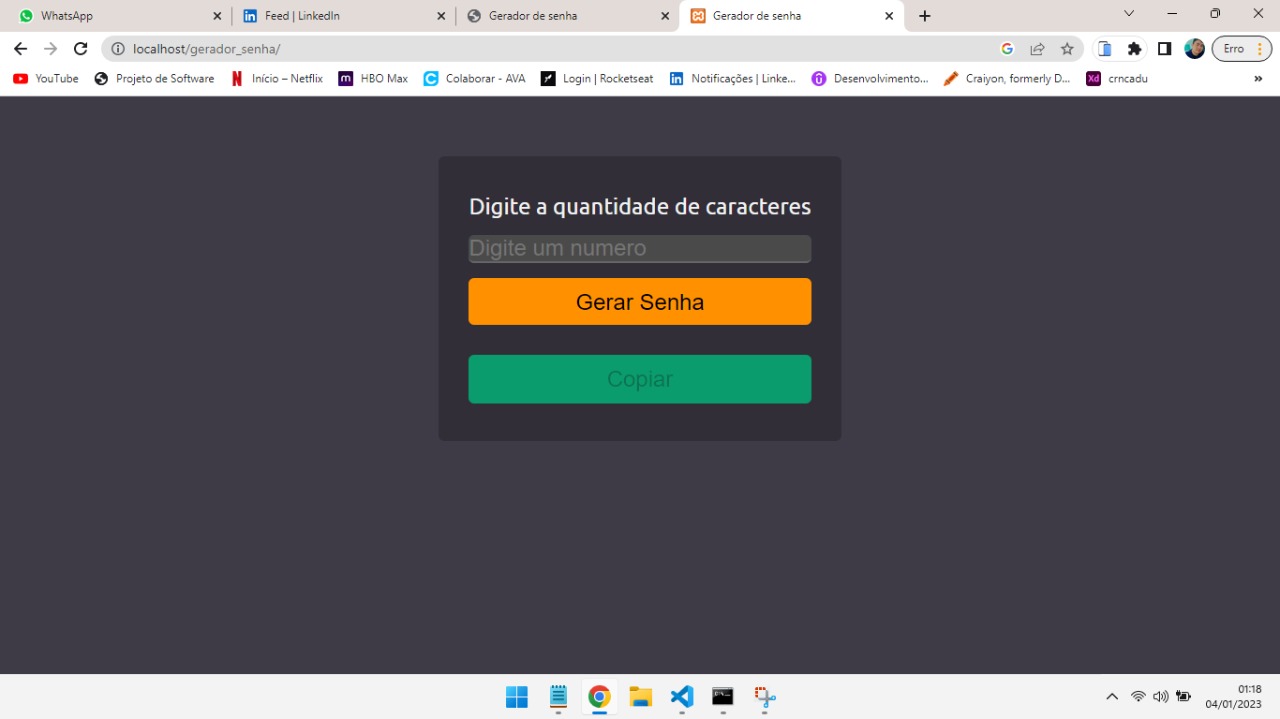 WhatsApp
Feed | LinkedIn
Gerador de senha
Gerador de senha
localhost/gerador_senha/
Erro
YouTube
Projeto de Software
Início – Netflix
HBO Max
Colaborar - AVA
Login | Rocketseat
Notificações | Linke...
Desenvolvimento...
Craiyon, formerly D...
crncadu
»
Digite a quantidade de caracteres
Digite um numero
Gerar Senha
Copiar
01:18
04/01/2023